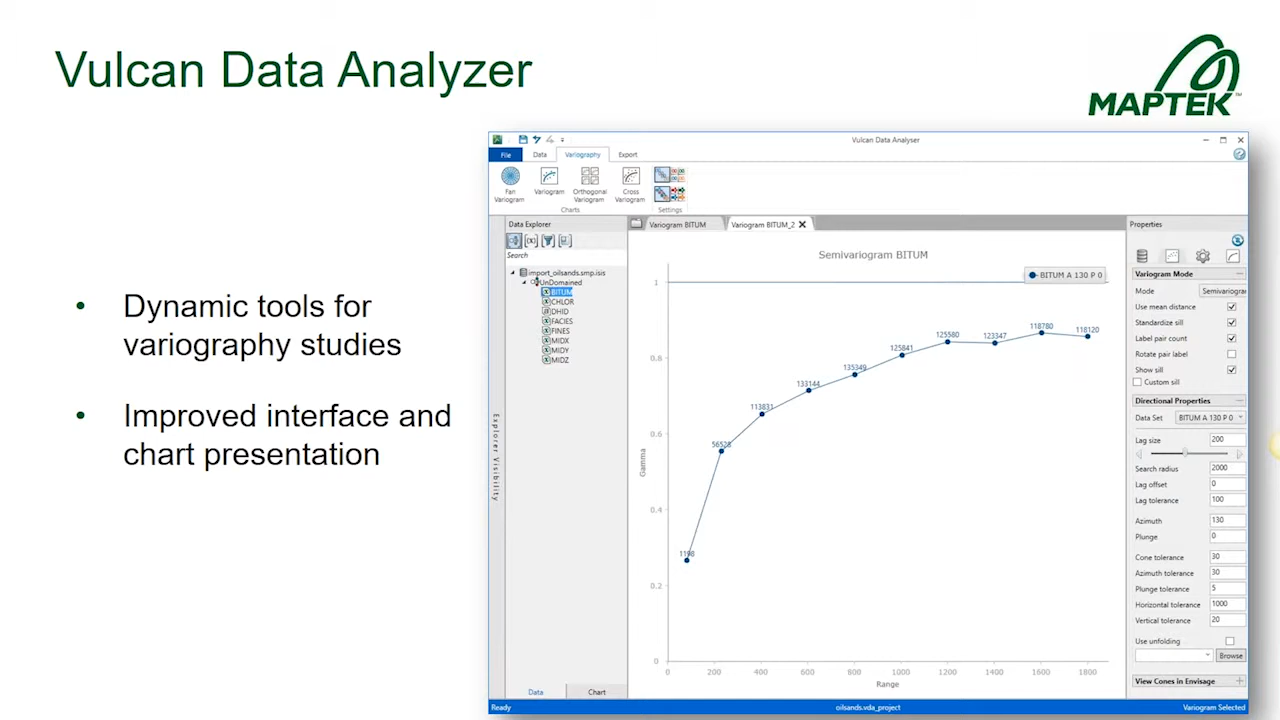 Vulcan Data Analyzer
MAPTEK™
• Dynamic tools for
variography studies
• Improved interface and
chart presentation
Vulcan Data Analyser
File Data Variography Export
Fan Variogram
Variogram
Orthogonal Variogram
Cross Variogram
Charts
Settings
Data Explorer
Search
import_oilsands.smp.isis
UnDomained
BITUM
CHLOR
DHID
FACIES
FINES
MIDX
MIDY
MIDZ
Explorer Visibility
Data Chart
Variogram BITUM Variogram BITUM_2
Semivariogram BITUM
BITUM A 130 P 0
1
0.8
0.6
0.4
0.2
0
Gamma
1198
56528
113831
133144
135349
125841
125580
123347
118780
118120
0 200 400 600 800 1000 1200 1400 1600 1800
Range
Properties
Variogram Mode
Mode Semivariogra
Use mean distance
Standardize sill
Label pair count
Rotate pair label
Show sill
Custom sill
Directional Properties
Data Set BITUM A 130 P 0
Lag size 200
Search radius 2000
Lag offset 0
Lag tolerance 100
Azimuth 130
Plunge 0
Cone tolerance 30
Azimuth tolerance 30
Plunge tolerance 5
Horizontal tolerance 1000
Vertical tolerance 20
Use unfolding
Browse
View Cones in Envisage
Ready oilsands.vda_project Variogram Selected